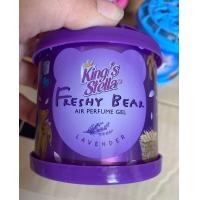 King's
Stella
FRESHY BEAR
AIR PERFUME GEL
LAVENDER